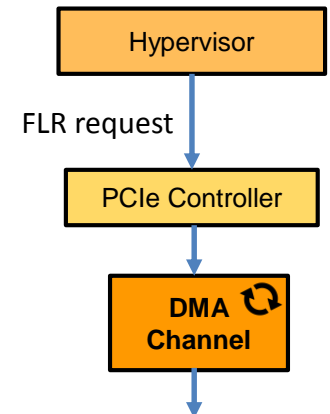 Hypervisor
FLR request
PCIe Controller
DMA
Channel